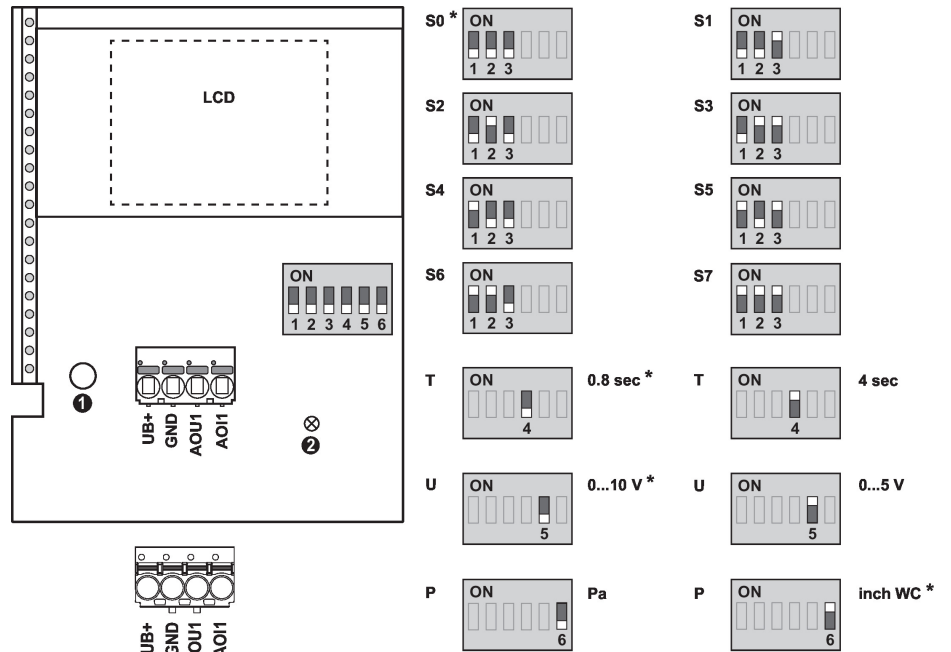 LCD
ON
1 2 3 4 5 6
❶
UB+
GND
AOU1
AOI1
❷
UB+
GND
AOU1
AOI1
S0 *
ON
1 2 3
S1
ON
1 2 3
S2
ON
1 2 3
S3
ON
1 2 3
S4
ON
1 2 3
S5
ON
1 2 3
S6
ON
1 2 3
S7
ON
1 2 3
T
ON
4
0.8 sec *
T
ON
4
4 sec
U
ON
5
0...10 V *
U
ON
5
0...5 V
P
ON
6
Pa
P
ON
6
inch WC *